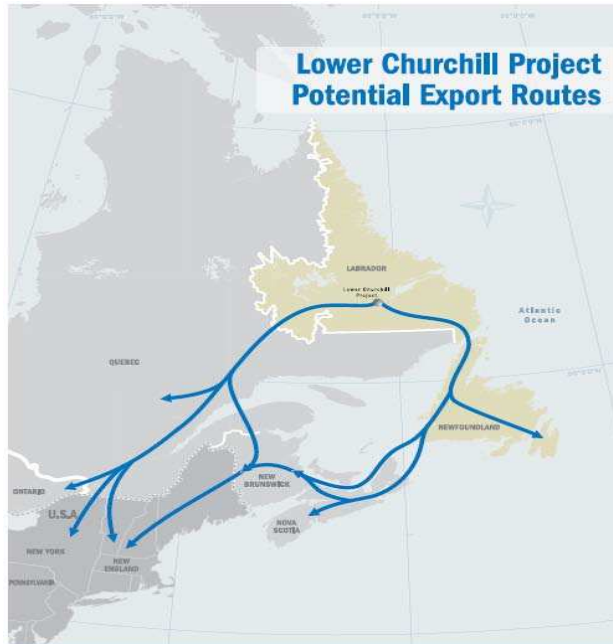 Lower Churchill Project
Potential Export Routes
LABRADOR
Lower Churchill
Project
Atlantic
Ocean
QUEBEC
NEWFOUNDLAND
ONTARIO
NEW
BRUNSWICK
U.S.A
NOVA
SCOTIA
NEW YORK
NEW
ENGLAND
PENNSYLVANIA